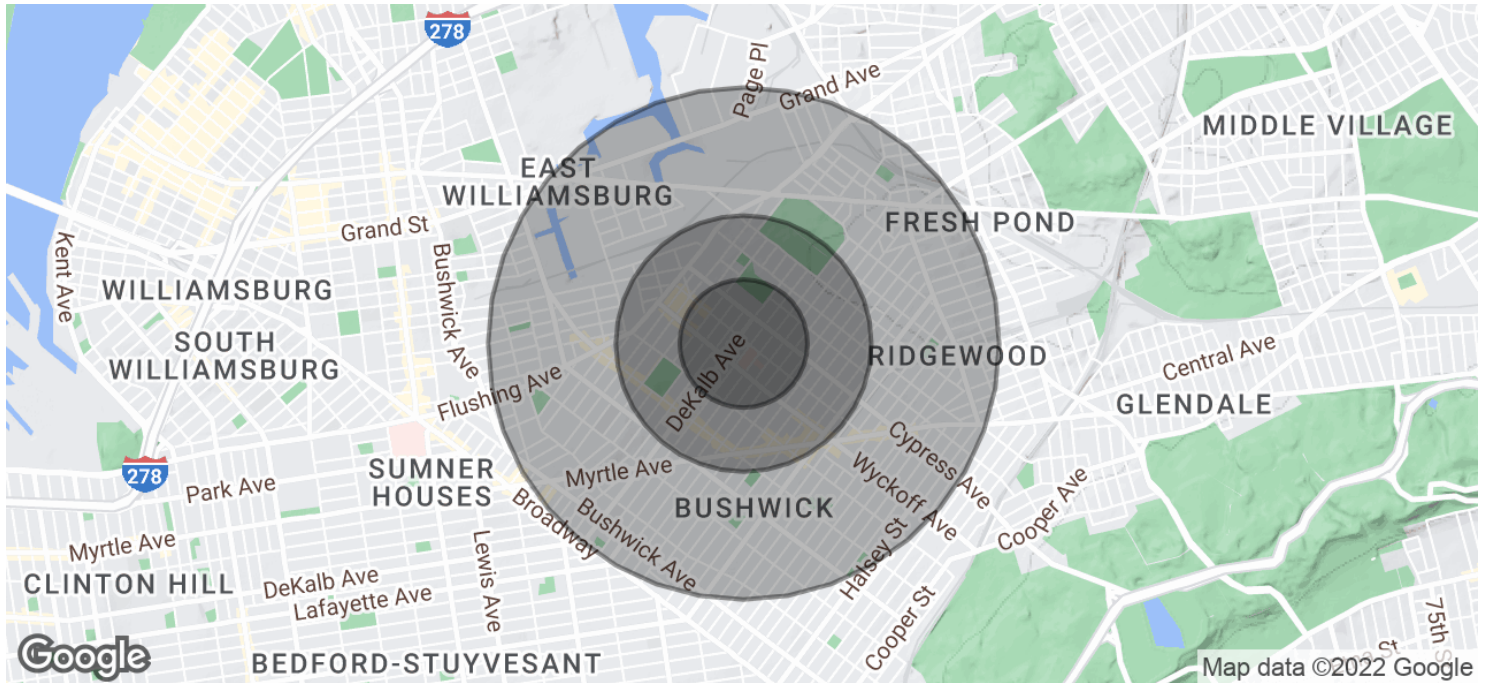 278
Page Pl
Grand Ave
MIDDLE VILLAGE
EAST
WILLIAMSBURG
FRESH POND
Grand St
Kent Ave
Bushwick Ave
WILLIAMSBURG
SOUTH
WILLIAMSBURG
DeKalb Ave
RIDGEWOOD
Central Ave
Flushing Ave
GLENDALE
278
SUMNER
HOUSES
Park Ave
Myrtle Ave
Cypress Ave
Wyckoff Ave
BUSHWICK
Broadway
Bushwick Ave
Cooper Ave
Halsey St
Myrtle Ave
Lewis Ave
CLINTON HILL
DeKalb Ave
Lafayette Ave
Cooper St
75th S
Google
BEDFORD-STUYVESANT
Map data ©2022 Google